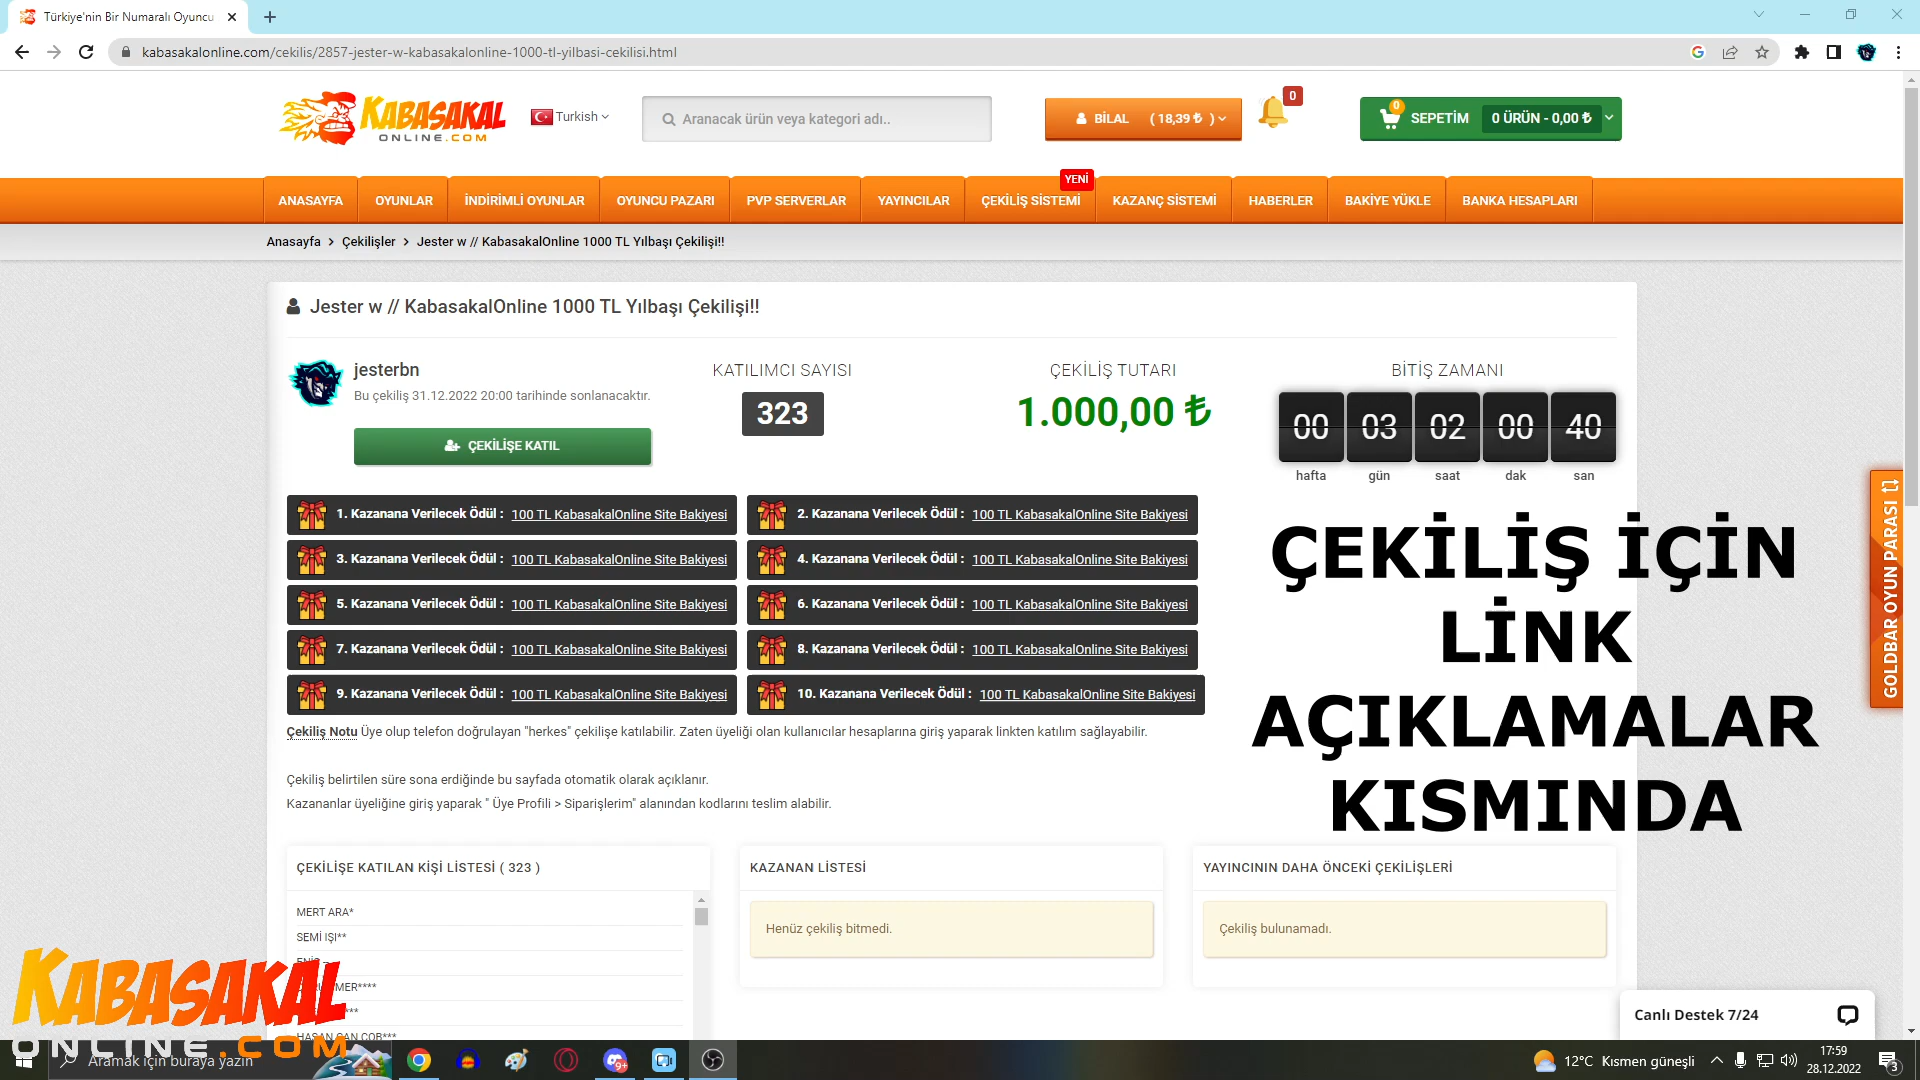 Türkiye'nin Bir Numaralı Oyuncu
kabasakalonline.com/cekilis/2857-jester-w-kabasakalonline-1000-tl-yilbasi-cekilisi.html
KABASAKAL
ONLINE.COM
Turkish
Aranacak ürün veya kategori adı..
BİLAL ( 18,39 ₺ )
0
0
SEPETİM
0 ÜRÜN - 0,00 ₺
YENİ
ANASAYFA OYUNLAR İNDİRİMLİ OYUNLAR OYUNCU PAZARI PVP SERVERLAR YAYINCILAR ÇEKİLİŞ SİSTEMİ KAZANÇ SİSTEMİ HABERLER BAKİYE YÜKLE BANKA HESAPLARI
Anasayfa > Çekilişler > Jester w // KabasakalOnline 1000 TL Yılbaşı Çekilişi!!
Jester w // KabasakalOnline 1000 TL Yılbaşı Çekilişi!!
jesterbn
Bu çekiliş 31.12.2022 20:00 tarihinde sonlanacaktır.
ÇEKİLİŞE KATIL
KATILIMCI SAYISI
323
ÇEKİLİŞ TUTARI
1.000,00 ₺
BİTİŞ ZAMANI
00 03 02 00 40
hafta gün saat dak san
1. Kazanana Verilecek Ödül : 100 TL KabasakalOnline Site Bakiyesi
2. Kazanana Verilecek Ödül : 100 TL KabasakalOnline Site Bakiyesi
3. Kazanana Verilecek Ödül : 100 TL KabasakalOnline Site Bakiyesi
4. Kazanana Verilecek Ödül : 100 TL KabasakalOnline Site Bakiyesi
5. Kazanana Verilecek Ödül : 100 TL KabasakalOnline Site Bakiyesi
6. Kazanana Verilecek Ödül : 100 TL KabasakalOnline Site Bakiyesi
7. Kazanana Verilecek Ödül : 100 TL KabasakalOnline Site Bakiyesi
8. Kazanana Verilecek Ödül : 100 TL KabasakalOnline Site Bakiyesi
9. Kazanana Verilecek Ödül : 100 TL KabasakalOnline Site Bakiyesi
10. Kazanana Verilecek Ödül : 100 TL KabasakalOnline Site Bakiyesi
ÇEKİLİŞ İÇİN
LİNK
AÇIKLAMALAR
KISMINDA
GOLDBAR OYUN PARASI
Çekiliş Notu Üye olup telefon doğrulayan "herkes" çekilişe katılabilir. Zaten üyeliği olan kullanıcılar hesaplarına giriş yaparak linkten katılım sağlayabilir.
Çekiliş belirtilen süre sona erdiğinde bu sayfada otomatik olarak açıklanır.
Kazananlar üyeliğine giriş yaparak " Üye Profili > Siparişlerim" alanından kodlarını teslim alabilir.
ÇEKİLİŞE KATILAN KİŞİ LİSTESİ ( 323 )
MERT ARA*
SEMİ IŞI**
KAZANAN LİSTESİ
Henüz çekiliş bitmedi.
YAYINCININ DAHA ÖNCEKİ ÇEKİLİŞLERİ
Çekiliş bulunamadı.
KABASAKAL
ONLINE.COM
Canlı Destek 7/24
Aramak için buraya yazın
9+
12°C Kısmen güneşli
17:59
28.12.2022
3